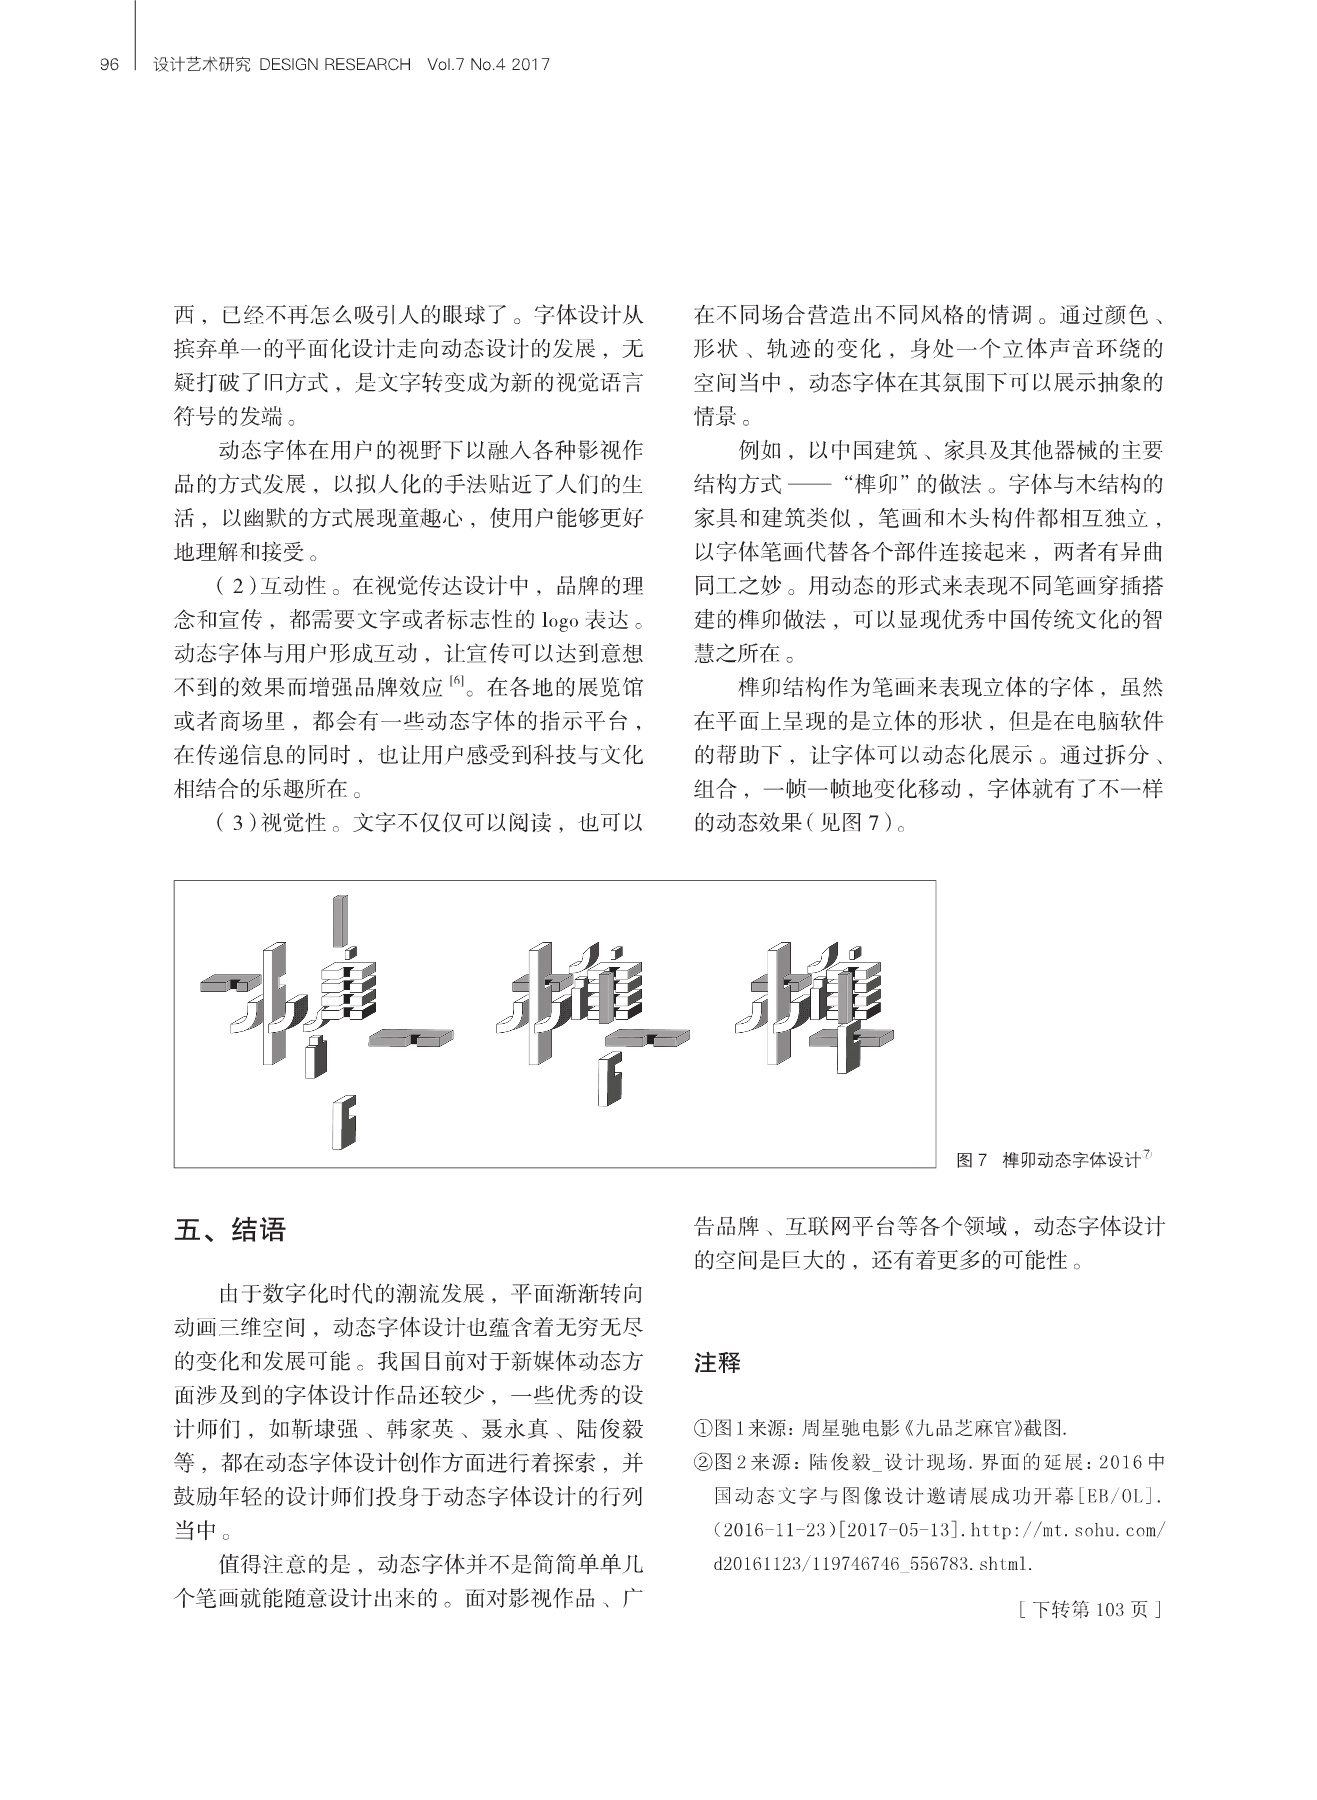 96 设计艺术研究 DESIGN RESEARCH Vol.7 No.4 2017
西，已经不再怎么吸引人的眼球了。字体设计从
摈弃单一的平面化设计走向动态设计的发展，无
疑打破了旧方式，是文字转变成为新的视觉语言
符号的发端。
动态字体在用户的视野下以融入各种影视作
品的方式发展，以拟人化的手法贴近了人们的生
活，以幽默的方式展现童趣心，使用户能够更好
地理解和接受。
（2）互动性。在视觉传达设计中，品牌的理
念和宣传，都需要文字或者标志性的 logo 表达。
动态字体与用户形成互动，让宣传可以达到意想
不到的效果而增强品牌效应[6]。在各地的展览馆
或者商场里，都会有一些动态字体的指示平台，
在传递信息的同时，也让用户感受到科技与文化
相结合的乐趣所在。
（3）视觉性。文字不仅仅可以阅读，也可以
在不同场合营造出不同风格的情调。通过颜色、
形状、轨迹的变化，身处一个立体声音环绕的
空间当中，动态字体在其氛围下可以展示抽象的
情景。
例如，以中国建筑、家具及其他器械的主要
结构方式——“榫卯”的做法。字体与木结构的
家具和建筑类似，笔画和木头构件都相互独立，
以字体笔画代替各个部件连接起来，两者有异曲
同工之妙。用动态的形式来表现不同笔画穿插搭
建的榫卯做法，可以显现优秀中国传统文化的智
慧之所在。
榫卯结构作为笔画来表现立体的字体，虽然
在平面上呈现的是立体的形状，但是在电脑软件
的帮助下，让字体可以动态化展示。通过拆分、
组合，一帧一帧地变化移动，字体就有了不一样
的动态效果（见图 7）。
图 7 榫卯动态字体设计⑦
五、结语
由于数字化时代的潮流发展，平面渐渐转向
动画三维空间，动态字体设计也蕴含着无穷无尽
的变化和发展可能。我国目前对于新媒体动态方
面涉及到的字体设计作品还较少，一些优秀的设
计师们，如靳埭强、韩家英、聂永真、陆俊毅
等，都在动态字体设计创作方面进行着探索，并
鼓励年轻的设计师们投身于动态字体设计的行列
当中。
值得注意的是，动态字体并不是简简单单几
个笔画就能随意设计出来的。面对影视作品、广
告品牌、互联网平台等各个领域，动态字体设计
的空间是巨大的，还有着更多的可能性。
注释
①图1来源：周星驰电影《九品芝麻官》截图.
②图2来源：陆俊毅_设计现场. 界面的延展：2016中
国动态文字与图像设计邀请展成功开幕[EB/OL].
(2016-11-23)[2017-05-13].http://mt.sohu.com/
d20161123/119746746_556783.shtml.
［下转第 103 页］